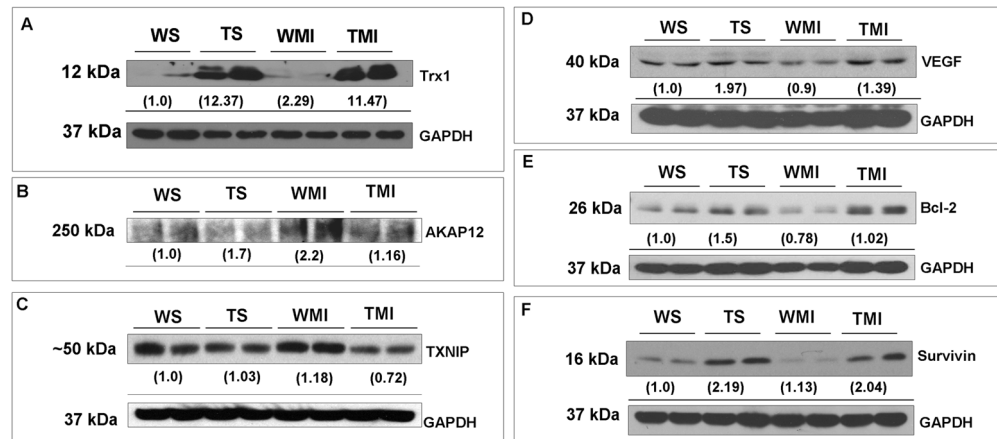 A
WS TS WMI TMI
12 kDa Trx1
(1.0) (12.37) (2.29) 11.47)
37 kDa GAPDH
B
WS TS WMI TMI
250 kDa AKAP12
(1.0) (1.7) (2.2) (1.16)
C
WS TS WMI TMI
~50 kDa TXNIP
(1.0) (1.03) (1.18) (0.72)
37 kDa GAPDH
D
WS TS WMI TMI
40 kDa VEGF
(1.0) 1.97) (0.9) (1.39)
37 kDa GAPDH
E
WS TS WMI TMI
26 kDa Bcl-2
(1.0) (1.5) (0.78) (1.02)
37 kDa GAPDH
F
WS TS WMI TMI
16 kDa Survivin
(1.0) (2.19) (1.13) (2.04)
37 kDa GAPDH